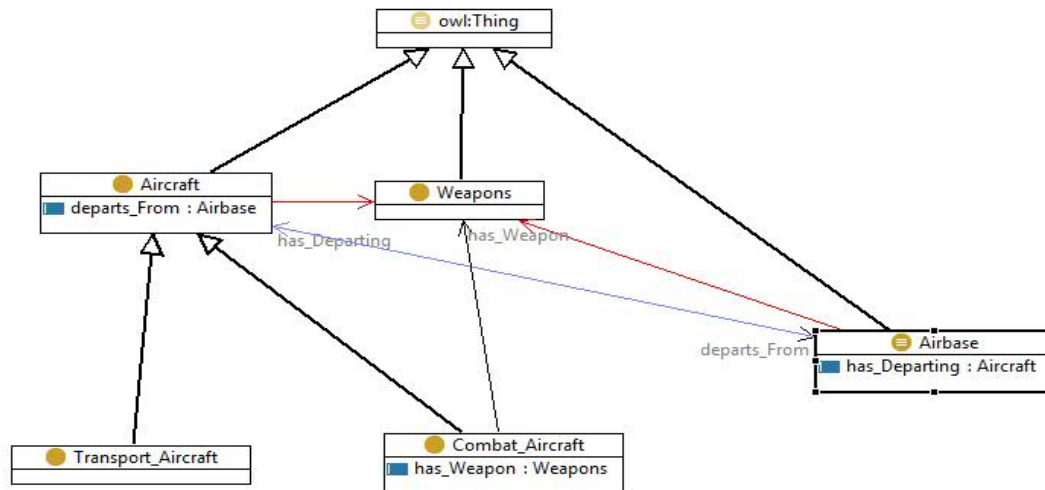 owl:Thing
Aircraft
departs_From : Airbase
Weapons
has_Departing
has_Weapon
departs_From
Airbase
has_Departing : Aircraft
Transport_Aircraft
Combat_Aircraft
has_Weapon : Weapons